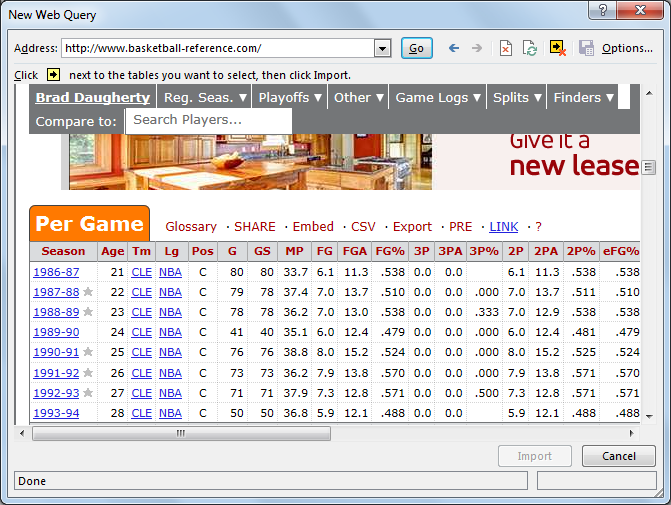 New Web Query
Address: http://www.basketball-reference.com/ Go Options...
Click next to the tables you want to select, then click Import.
Brad Daugherty Reg. Seas. ▼ Playoffs ▼ Other ▼ Game Logs ▼ Splits ▼ Finders ▼
Compare to: Search Players...
Give it a
new lease
Per Game Glossary · SHARE · Embed · CSV · Export · PRE · LINK · ?
Season Age Tm Lg Pos G GS MP FG FGA FG% 3P 3PA 3P% 2P 2PA 2P% eFG%
1986-87 21 CLE NBA C 80 80 33.7 6.1 11.3 .538 0.0 0.0 6.1 11.3 .538 .538
1987-88 ★ 22 CLE NBA C 79 78 37.4 7.0 13.7 .510 0.0 0.0 .000 7.0 13.7 .511 .510
1988-89 ★ 23 CLE NBA C 78 78 36.2 7.0 13.0 .538 0.0 0.0 .333 7.0 12.9 .538 .538
1989-90 24 CLE NBA C 41 40 35.1 6.0 12.4 .479 0.0 0.0 .000 6.0 12.4 .481 .479
1990-91 ★ 25 CLE NBA C 76 76 38.8 8.0 15.2 .524 0.0 0.0 .000 8.0 15.2 .525 .524
1991-92 ★ 26 CLE NBA C 73 73 36.2 7.9 13.8 .570 0.0 0.0 .000 7.9 13.8 .571 .570
1992-93 ★ 27 CLE NBA C 71 71 37.9 7.3 12.8 .571 0.0 0.0 .500 7.3 12.8 .571 .571
1993-94 28 CLE NBA C 50 50 36.8 5.9 12.1 .488 0.0 0.0 5.9 12.1 .488 .488
Import Cancel
Done